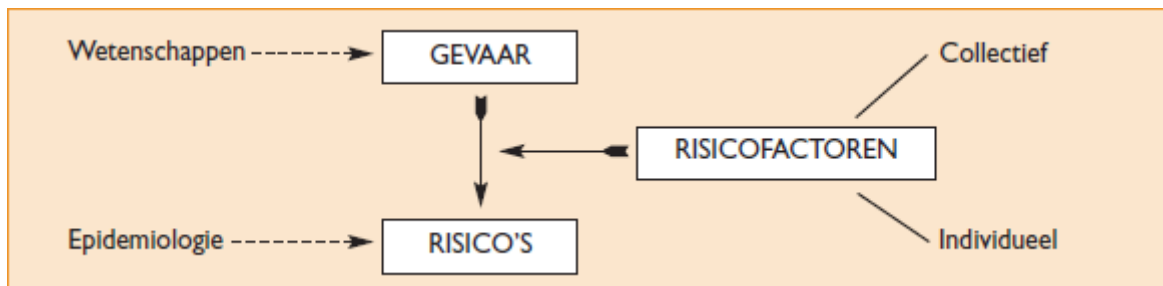 Wetenschappen
GEVAAR
Collectief
RISICOFACTOREN
Epidemiologie
RISICO'S
Individueel